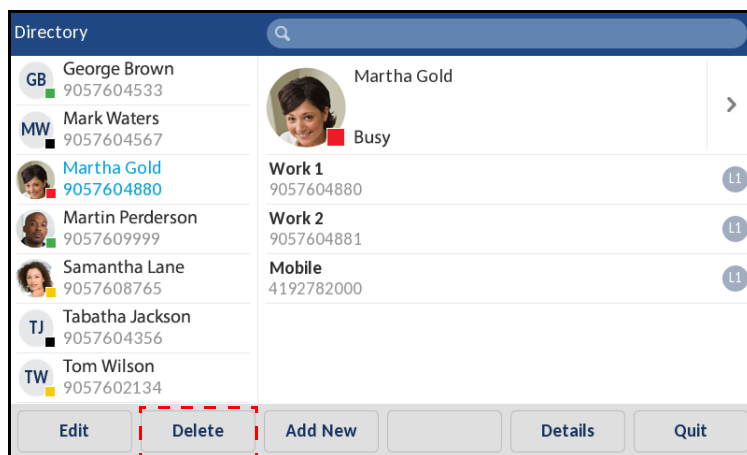 Directory
GB
George Brown
9057604533
MW
Mark Waters
9057604567
Martha Gold
9057604880
Martin Perderson
9057609999
Samantha Lane
9057608765
TJ
Tabatha Jackson
9057604356
TW
Tom Wilson
9057602134
Martha Gold
Busy
Work 1
9057604880
L1
Work 2
9057604881
L1
Mobile
4192782000
L1
Edit
Delete
Add New
Details
Quit